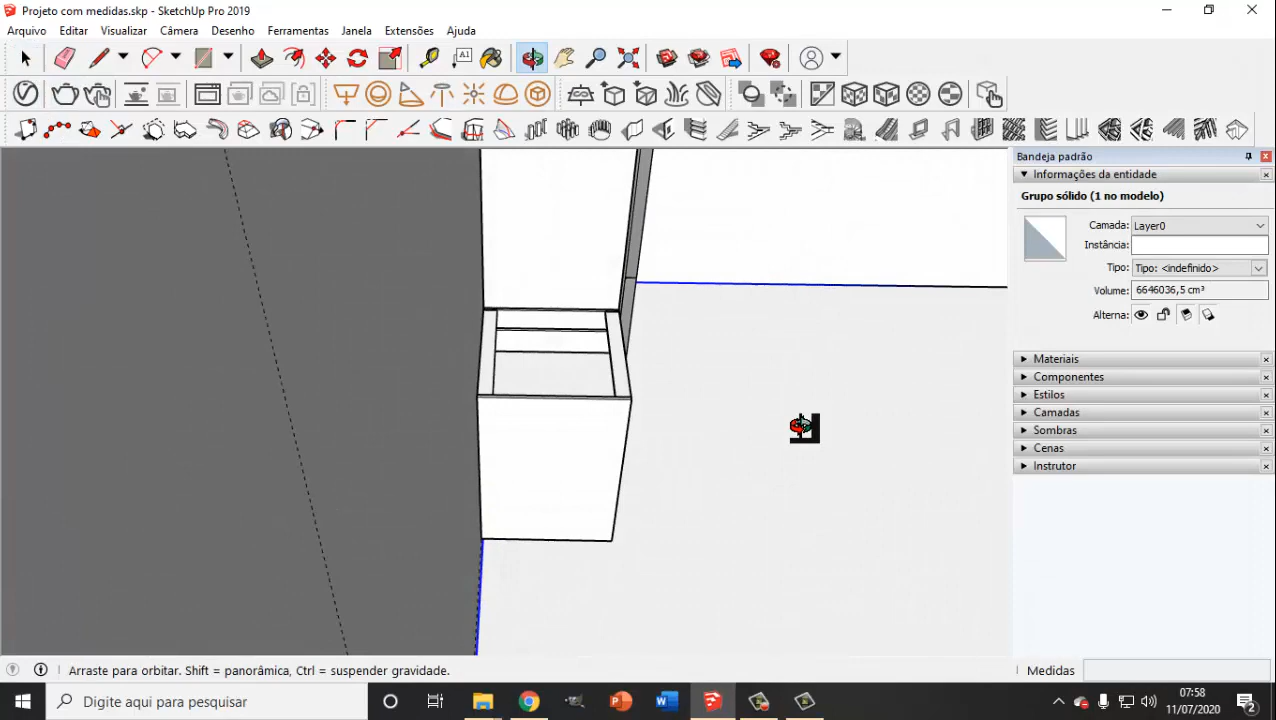 Projeto com medidas.skp - SketchUp Pro 2019
Arquivo Editar Visualizar Câmera Desenho Ferramentas Janela Extensões Ajuda
A1
Bandeja padrão
Informações da entidade
Grupo sólido (1 no modelo)
Camada: Layer0
Instância:
Tipo: Tipo: <indefinido>
Volume: 6646036,5 cm³
Alterna:
Materiais
Componentes
Estilos
Camadas
Sombras
Cenas
Instrutor
Arraste para orbitar. Shift = panorâmica, Ctrl = suspender gravidade.
Medidas
Digite aqui para pesquisar
07:58
11/07/2020
2